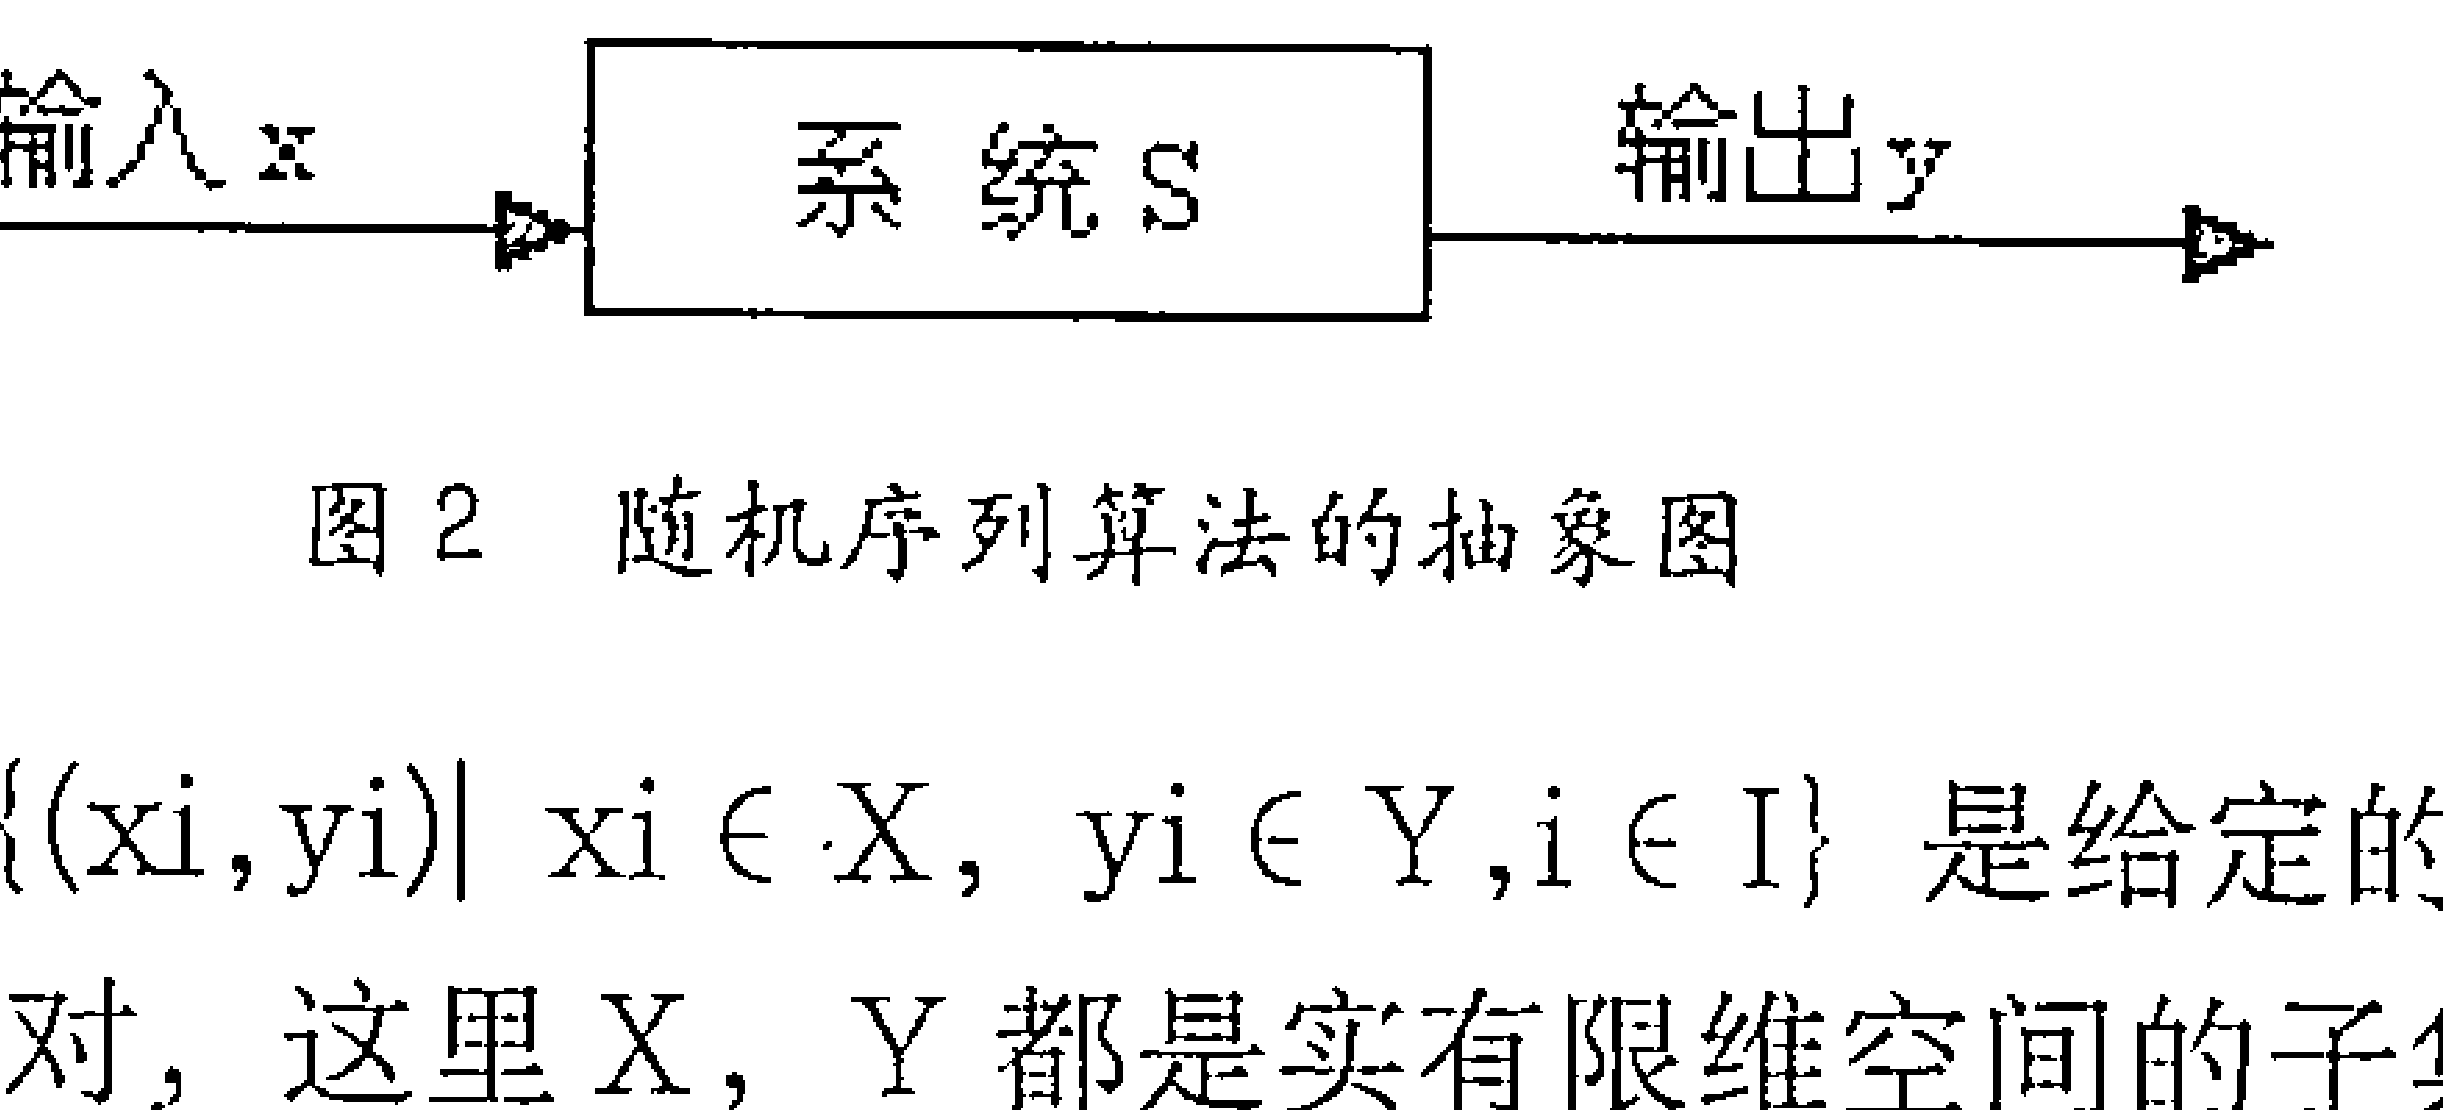 输入 x
系 统 S
输出 y
图 2 随机序列算法的抽象图
{(xi,yi)| xi ∈ X, yi ∈ Y,i ∈ I} 是给定的
对, 这里 X, Y 都是实有限维空间的子